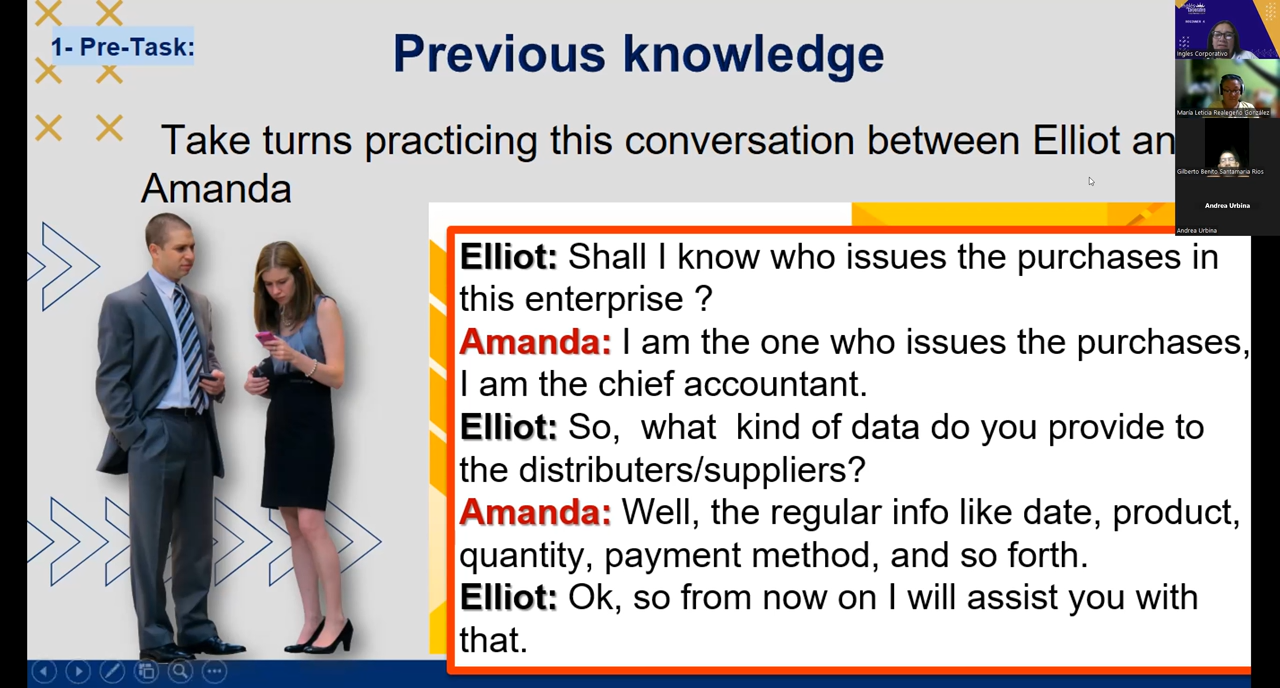 1- Pre-Task:
Previous knowledge
Take turns practicing this conversation between Elliot an
Amanda
Elliot: Shall I know who issues the purchases in
this enterprise ?
Amanda: I am the one who issues the purchases,
I am the chief accountant.
Elliot: So, what kind of data do you provide to
the distributers/suppliers?
Amanda: Well, the regular info like date, product,
quantity, payment method, and so forth.
Elliot: Ok, so from now on I will assist you with
that.
Ingles Corporativo
María Leticia Realegeño González
Gilberto Benito Santamaria Rios
Andrea Urbina
Andrea Urbina